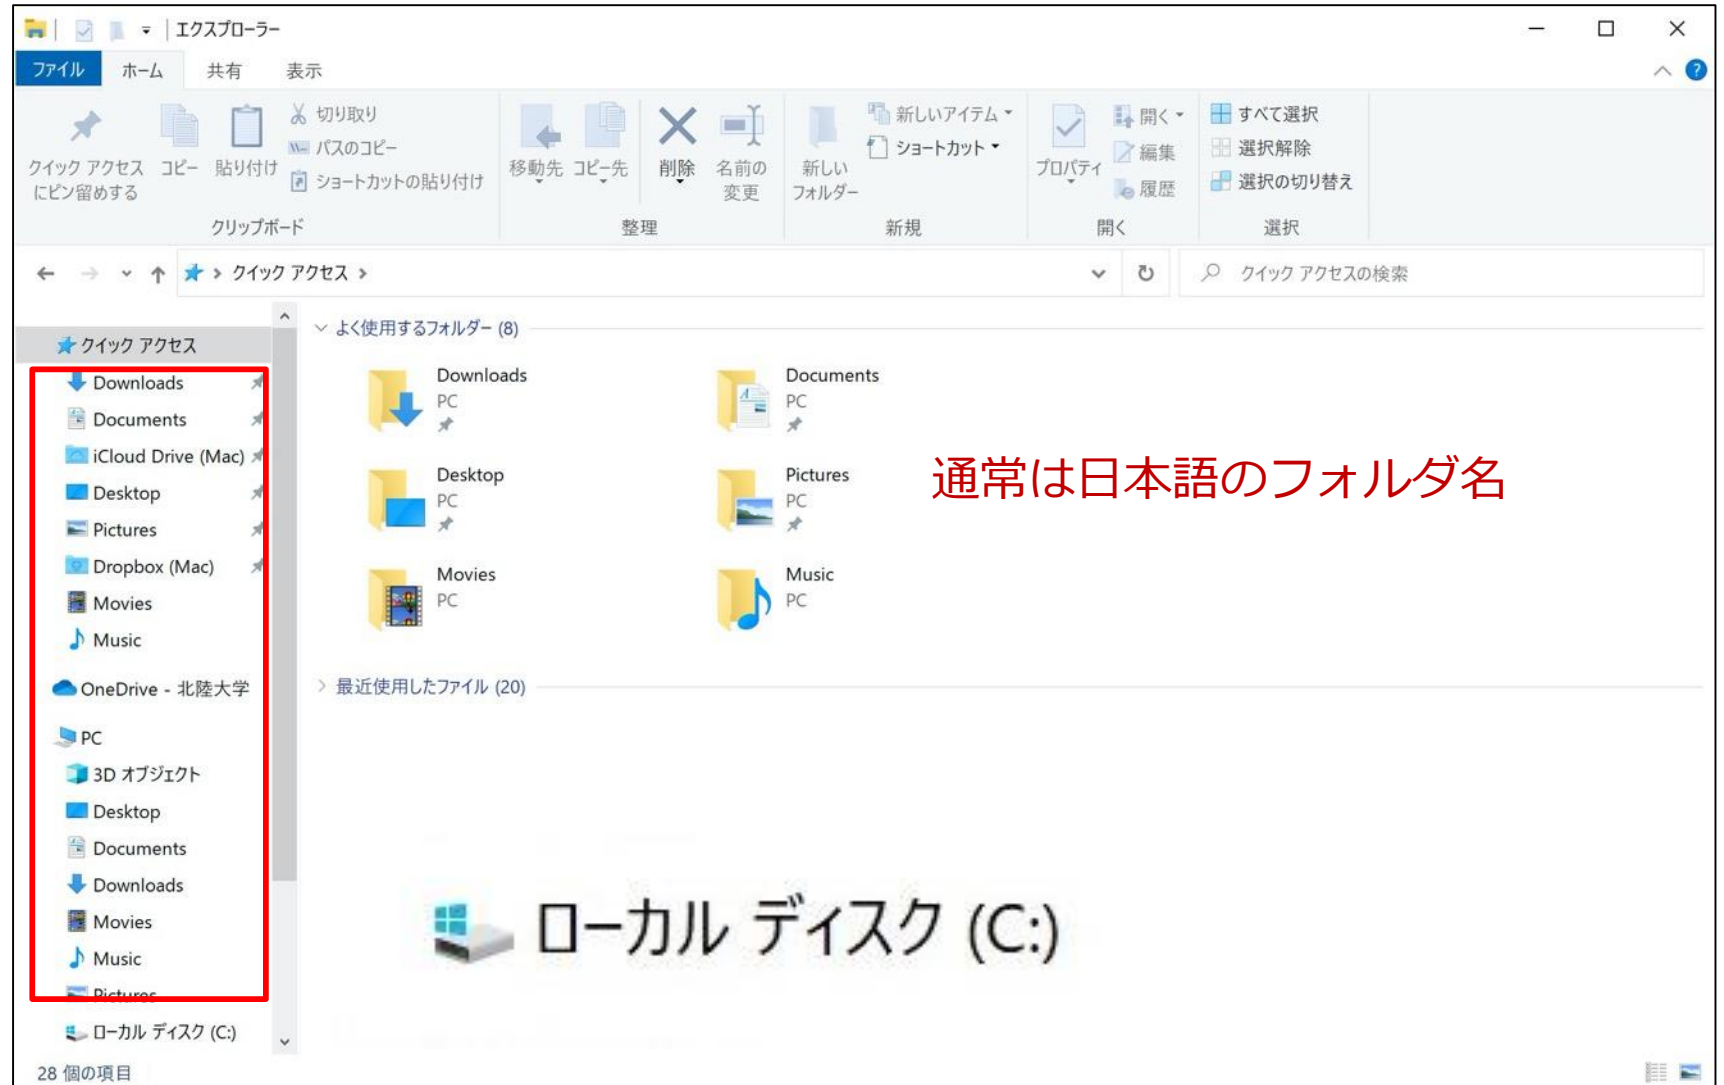 エクスプローラー
ファイル ホーム 共有 表示
クイック アクセス
にピン留めする
コピー
貼り付け
切り取り
パスのコピー
ショートカットの貼り付け
クリップボード
移動先
コピー先
削除
名前の
変更
整理
新しい
フォルダー
新しいアイテム
ショートカット
新規
プロパティ
開く
編集
履歴
開く
すべて選択
選択解除
選択の切り替え
選択
クイック アクセス
クイック アクセスの検索
クイック アクセス
Downloads
Documents
iCloud Drive (Mac)
Desktop
Pictures
Dropbox (Mac)
Movies
Music
OneDrive - 北陸大学
PC
3D オブジェクト
Desktop
Documents
Downloads
Movies
Music
Pictures
ローカル ディスク (C:)
よく使用するフォルダー (8)
Downloads
PC
Documents
PC
Desktop
PC
Pictures
PC
Movies
PC
Music
PC
通常は日本語のフォルダ名
最近使用したファイル (20)
ローカル ディスク (C:)
28 個の項目